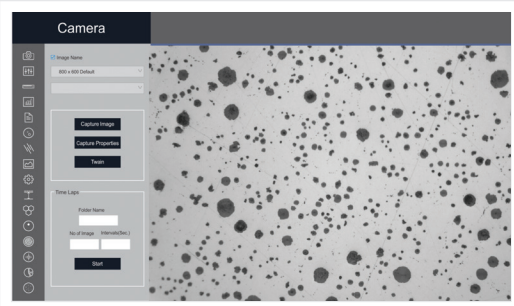 Camera
Image Name
800 x 600 Default
Capture Image
Capture Properties
Twain
Time Laps
Folder Name
No.of Image Intervals(Sec.)
Start